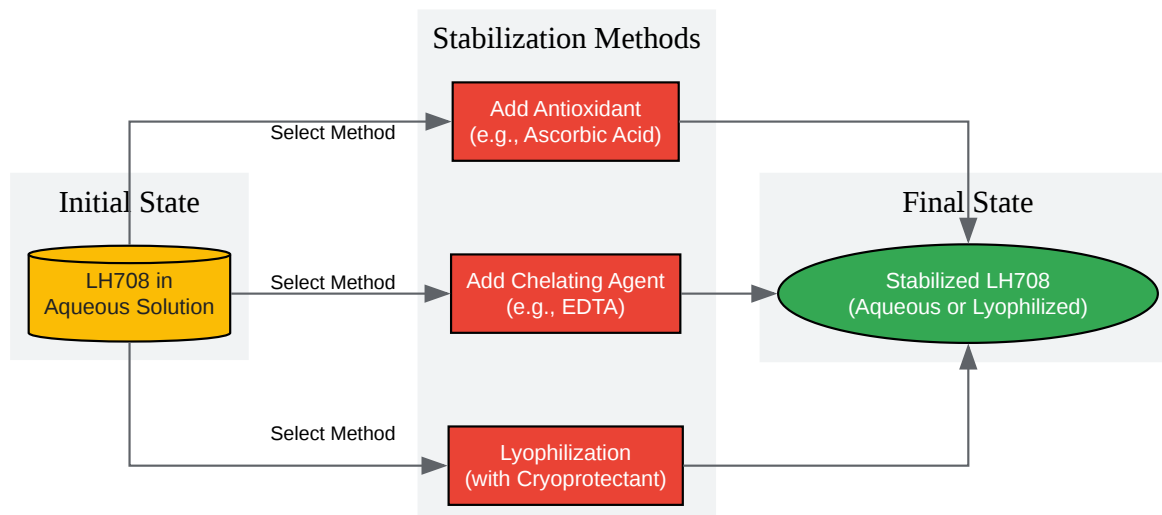 Stabilization Methods
Add Antioxidant
(e.g., Ascorbic Acid)
Select Method
Initial State
Final State
LH708 in
Aqueous Solution
Select Method
Add Chelating Agent
(e.g., EDTA)
Stabilized LH708
(Aqueous or Lyophilized)
Select Method
Lyophilization
(with Cryoprotectant)